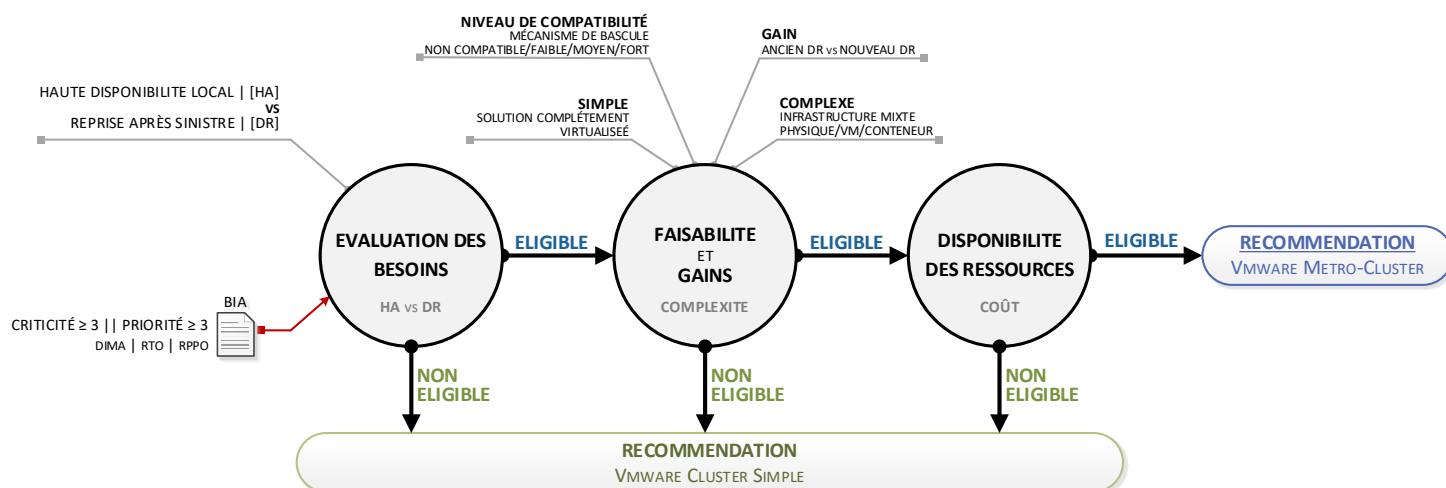 NIVEAU DE COMPATIBILITÉ
MÉCANISME DE BASCULE
NON COMPATIBLE/FAIBLE/MOYEN/FORT
GAIN
ANCIEN DR vs NOUVEAU DR
HAUTE DISPONIBILITE LOCAL | [HA]
VS
REPRISE APRÈS SINISTRE | [DR]
SIMPLE
SOLUTION COMPLÉTEMENT
VIRTUALISEÉ
COMPLEXE
INFRASTRUCTURE MIXTE
PHYSIQUE/VM/CONTENEUR
EVALUATION DES
BESOINS
HA vs DR
ELIGIBLE
FAISABILITE
ET
GAINS
COMPLEXITE
ELIGIBLE
DISPONIBILITE
DES RESSOURCES
COÛT
ELIGIBLE
RECOMMENDATION
VMWARE METRO-CLUSTER
BIA
CRITICITÉ ≥ 3 || PRIORITÉ ≥ 3
DIMA | RTO | RPPO
NON
ELIGIBLE
NON
ELIGIBLE
NON
ELIGIBLE
RECOMMENDATION
VMWARE CLUSTER SIMPLE